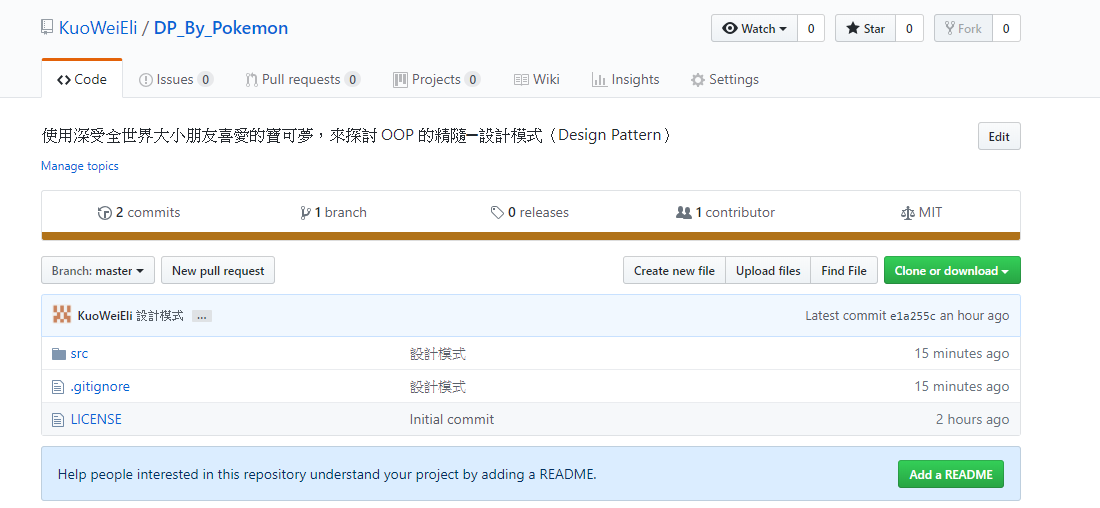 KuoWeiEli / DP_By_Pokemon Watch 0 Star 0 Fork 0
Code Issues 0 Pull requests 0 Projects 0 Wiki Insights Settings
使用深受全世界大小朋友喜愛的寶可夢，來探討 OOP 的精隨—設計模式（Design Pattern） Edit
Manage topics
2 commits 1 branch 0 releases 1 contributor MIT
Branch: master New pull request Create new file Upload files Find File Clone or download
KuoWeiEli 設計模式 ... Latest commit e1a255c an hour ago
src 設計模式 15 minutes ago
.gitignore 設計模式 15 minutes ago
LICENSE Initial commit 2 hours ago
Help people interested in this repository understand your project by adding a README. Add a README